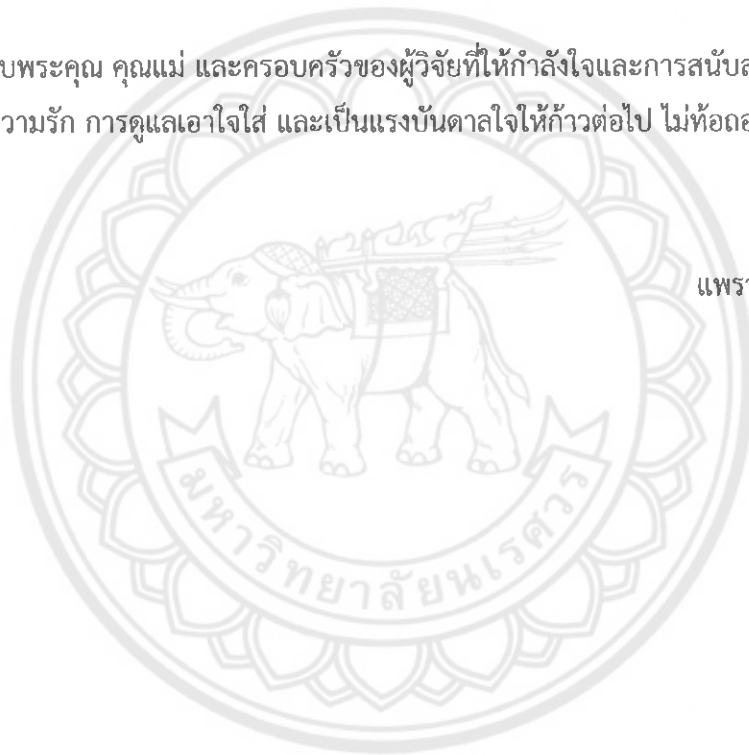 บพระคุณ คุณแม่ และครอบครัวของผู้วิจัยที่ให้กำลังใจและการสนับส
วามรัก การดูแลเอาใจใส่ และเป็นแรงบันดาลใจให้ก้าวต่อไป ไม่ท้อถอ
แพรว
มหาวิทยาลัยนเรศวร